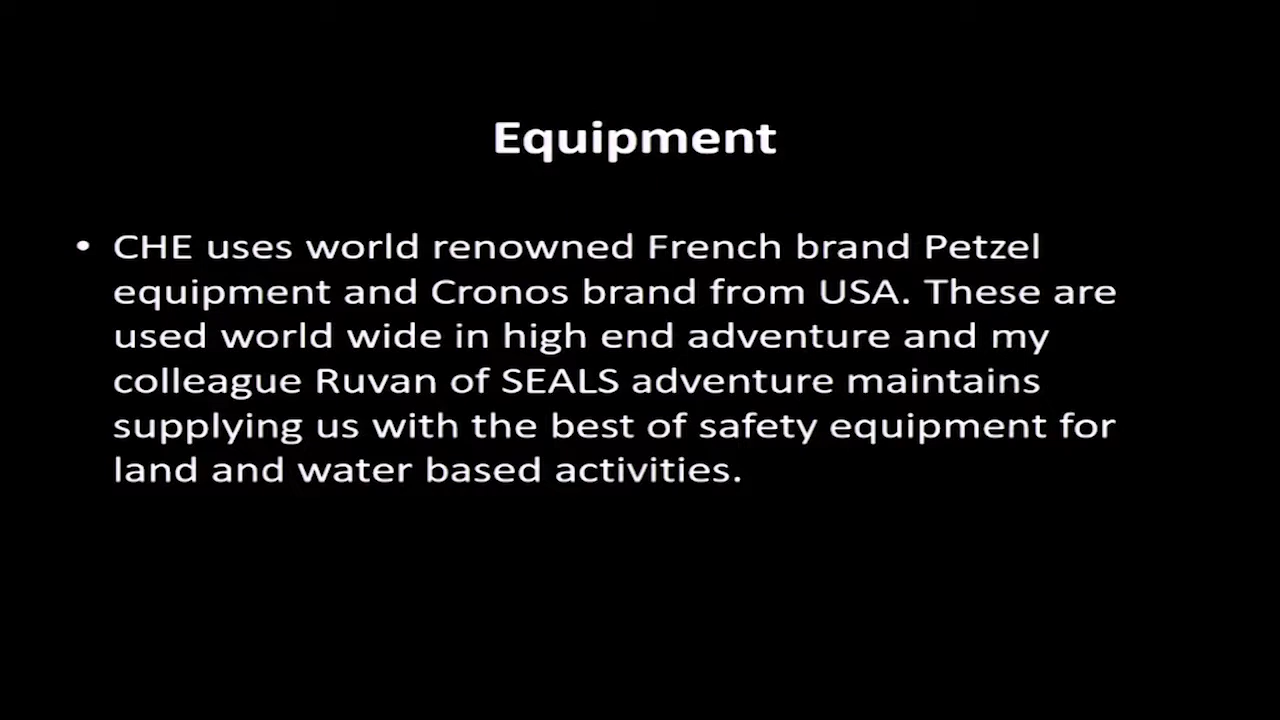 Equipment
• CHE uses world renowned French brand Petzel
equipment and Cronos brand from USA. These are
used world wide in high end adventure and my
colleague Ruvan of SEALS adventure maintains
supplying us with the best of safety equipment for
land and water based activities.